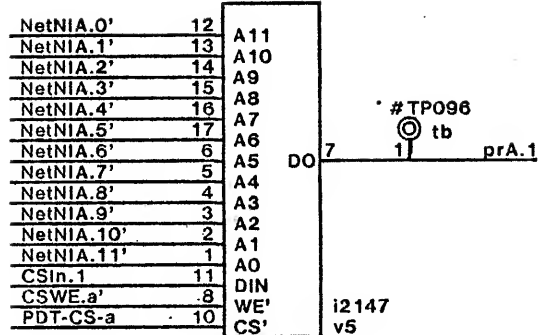 NetNIA.0' 12 A11
NetNIA.1' 13 A10
NetNIA.2' 14 A9
NetNIA.3' 15 A8
NetNIA.4' 16 A7 #TP096
NetNIA.5' 17 A6 tb
NetNIA.6' 6 A5 DO 7 1 prA.1
NetNIA.7' 5 A4
NetNIA.8' 4 A3
NetNIA.9' 3 A2
NetNIA.10' 2 A1
NetNIA.11' 1 A0
CSIn.1 11 DIN
CSWE.a' 8 WE' i2147
PDT-CS-a 10 CS' v5